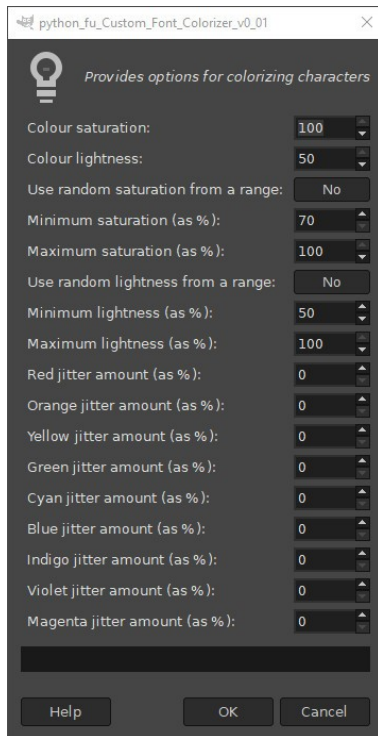 python_fu_Custom_Font_Colorizer_v0_01
Provides options for colorizing characters
Colour saturation: 100
Colour lightness: 50
Use random saturation from a range: No
Minimum saturation (as %): 70
Maximum saturation (as %): 100
Use random lightness from a range: No
Minimum lightness (as %): 50
Maximum lightness (as %): 100
Red jitter amount (as %): 0
Orange jitter amount (as %): 0
Yellow jitter amount (as %): 0
Green jitter amount (as %): 0
Cyan jitter amount (as %): 0
Blue jitter amount (as %): 0
Indigo jitter amount (as %): 0
Violet jitter amount (as %): 0
Magenta jitter amount (as %): 0
Help OK Cancel